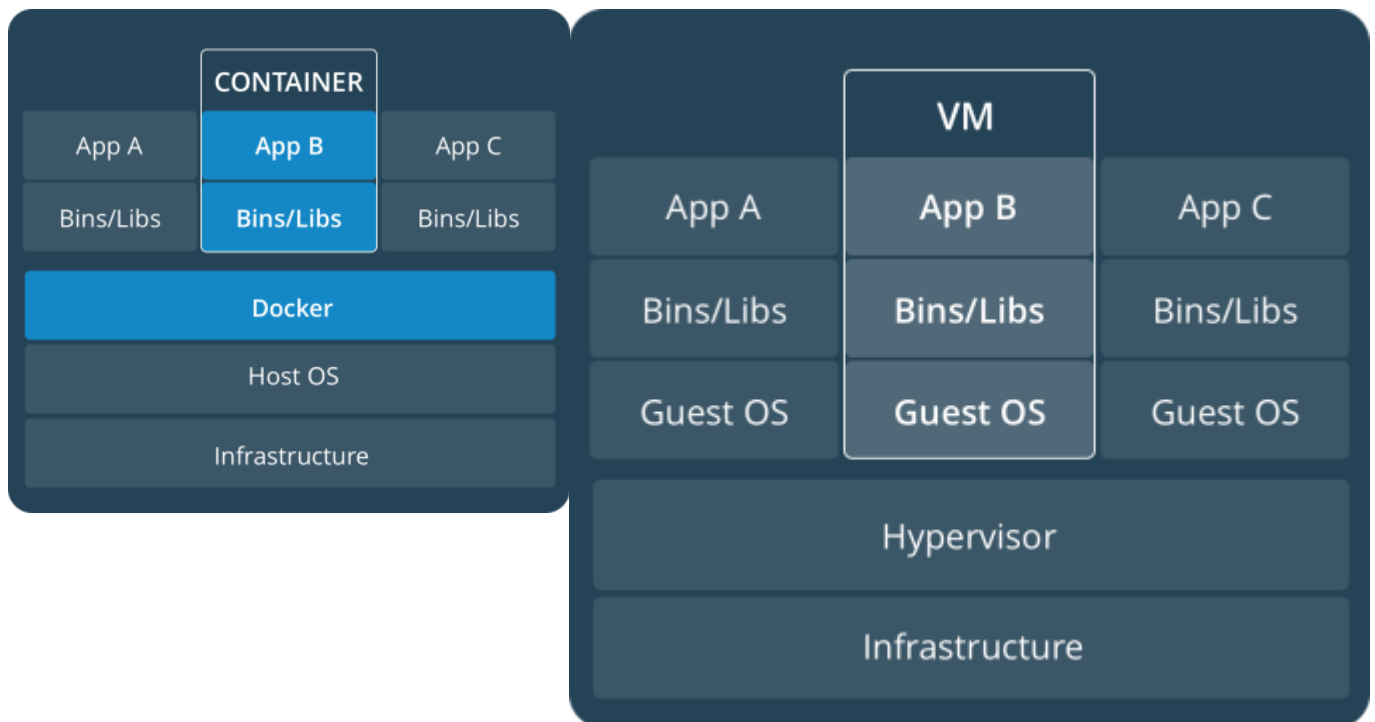 CONTAINER
App A App B App C
Bins/Libs Bins/Libs Bins/Libs
Docker
Host OS
Infrastructure
VM
App A App B App C
Bins/Libs Bins/Libs Bins/Libs
Guest OS Guest OS Guest OS
Hypervisor
Infrastructure